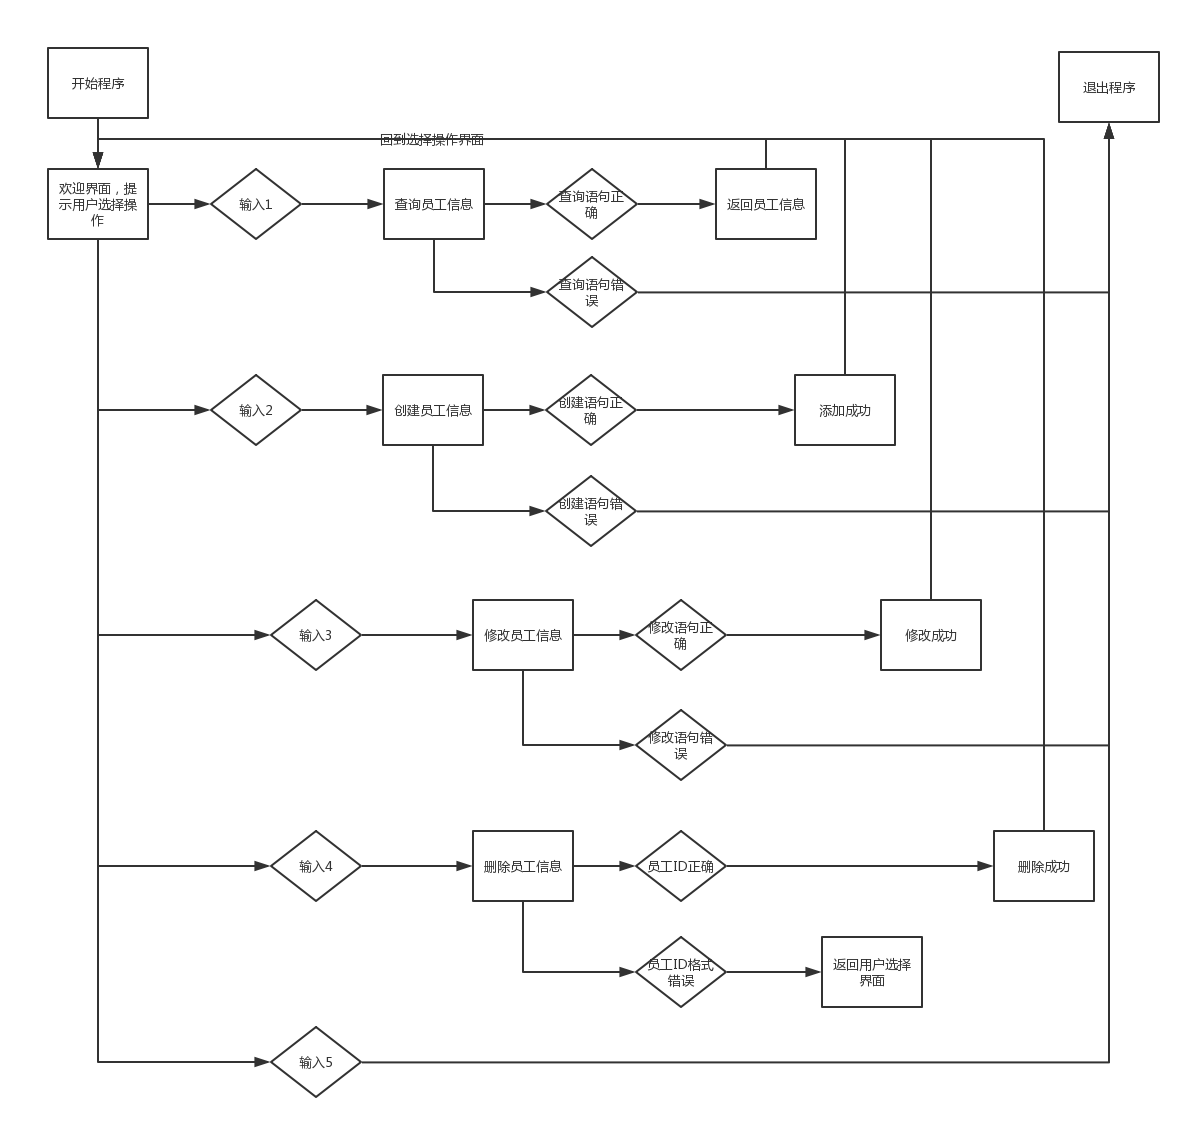 开始程序
退出程序
回到选择操作界面
欢迎界面，提
示用户选择操
作
输入1
查询员工信息
查询语句正
确
返回员工信息
查询语句错
误
输入2
创建员工信息
创建语句正
确
添加成功
创建语句错
误
输入3
修改员工信息
修改语句正
确
修改成功
修改语句错
误
输入4
删除员工信息
员工ID正确
删除成功
员工ID格式
错误
返回用户选择
界面
输入5